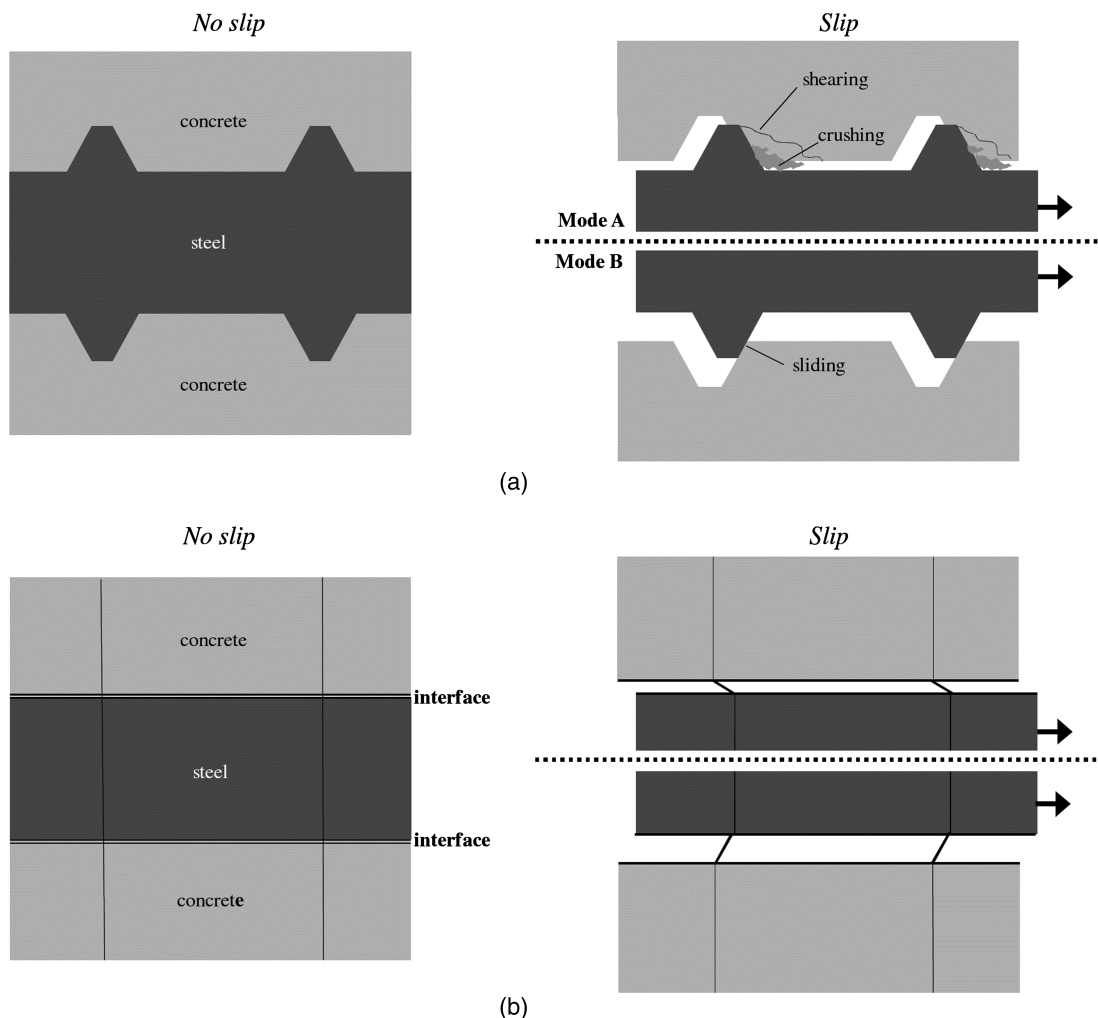 No slip
Slip
concrete
shearing
crushing
steel
Mode A
Mode B
concrete
sliding
(a)
No slip
Slip
concrete
interface
steel
interface
concrete
(b)